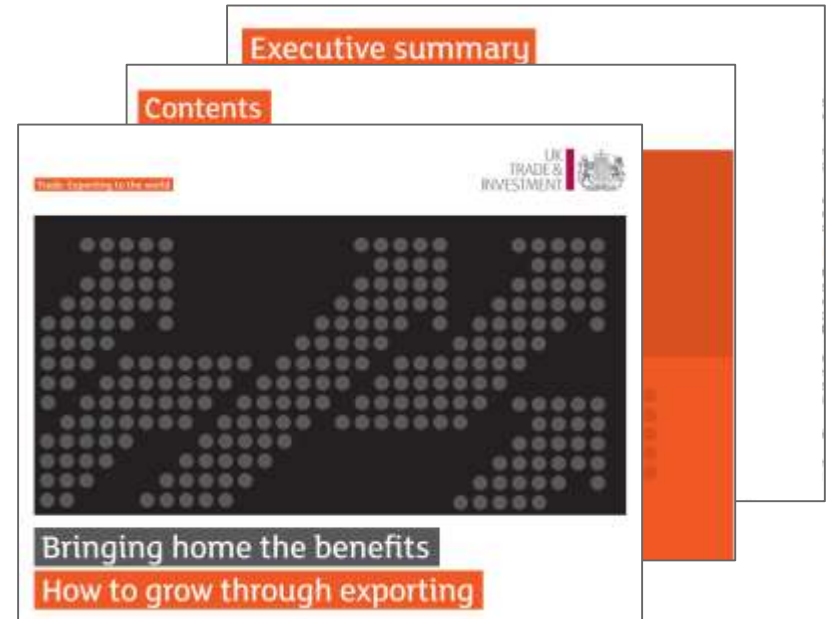 Executive summary
Contents
Trade: Exporting to the world
UK
TRADE &
INVESTMENT
Bringing home the benefits
How to grow through exporting